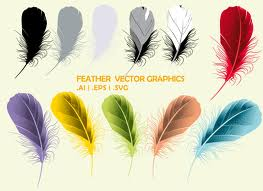 FEATHER VECTOR GRAPHICS
.AI | .EPS | .SVG